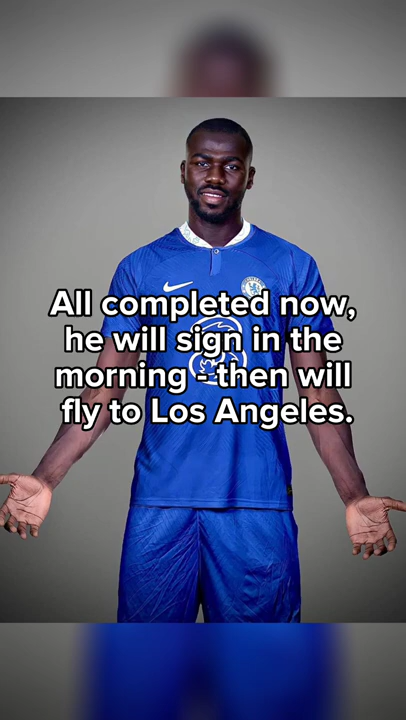 All completed now,
he will sign in the
morning - then will
fly to Los Angeles.